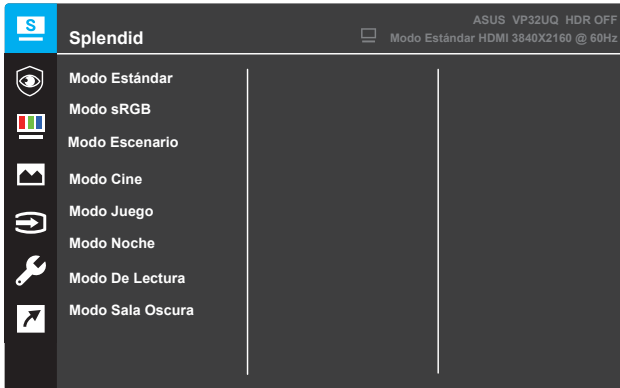 S
Splendid
ASUS VP32UQ HDR OFF
Modo Estándar HDMI 3840X2160 @ 60Hz
Modo Estándar
Modo sRGB
Modo Escenario
Modo Cine
Modo Juego
Modo Noche
Modo De Lectura
Modo Sala Oscura